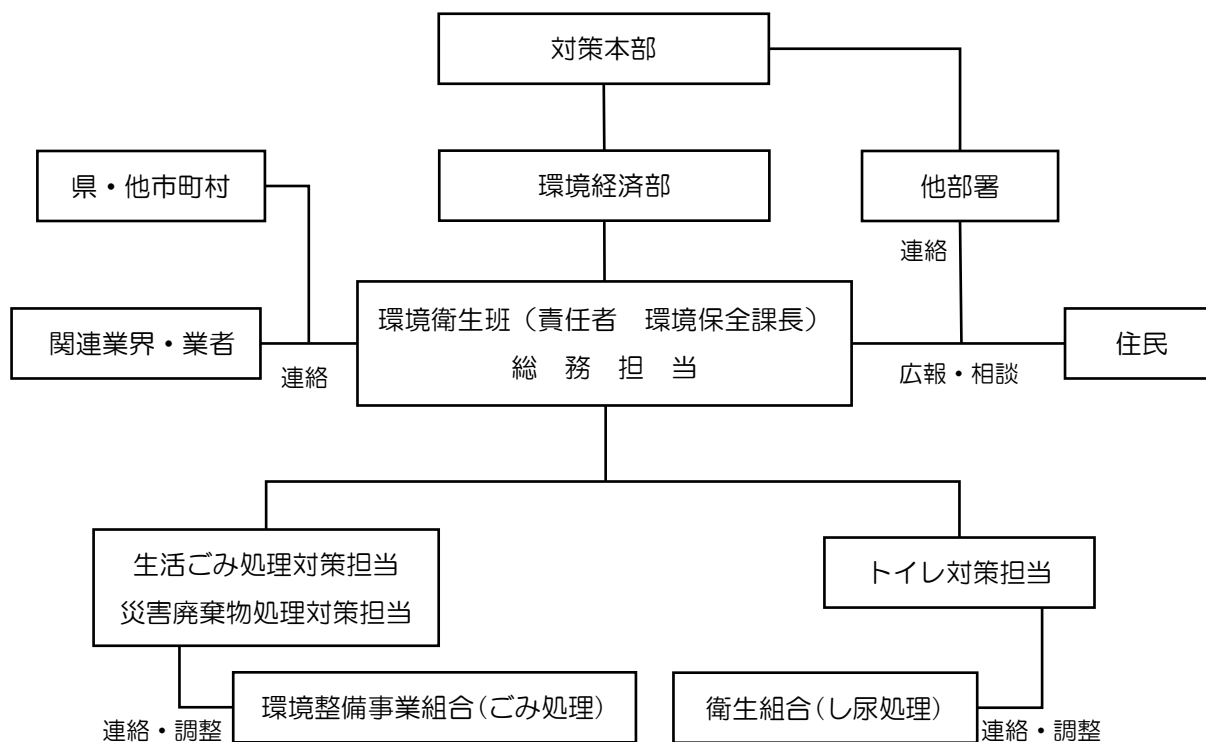 対策本部
県・他市町村
環境経済部
他部署
連絡
関連業界・業者
連絡
環境衛生班（責任者　環境保全課長）
総　務　担　当
広報・相談
住民
生活ごみ処理対策担当
災害廃棄物処理対策担当
トイレ対策担当
環境整備事業組合(ごみ処理)
連絡・調整
衛生組合(し尿処理)
連絡・調整